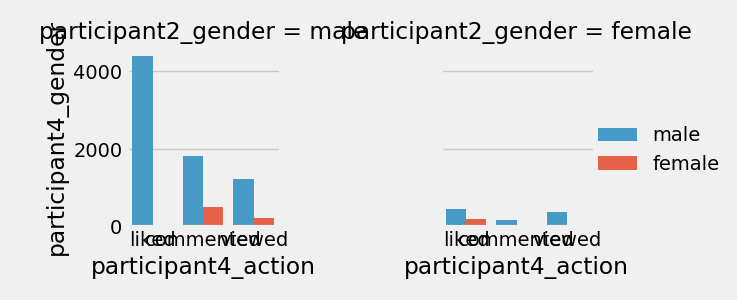 participant2_gender = male
participant2_gender = female
participant4_gender
4000
2000
0
liked
commented
viewed
liked
commented
viewed
participant4_action
participant4_action
male
female